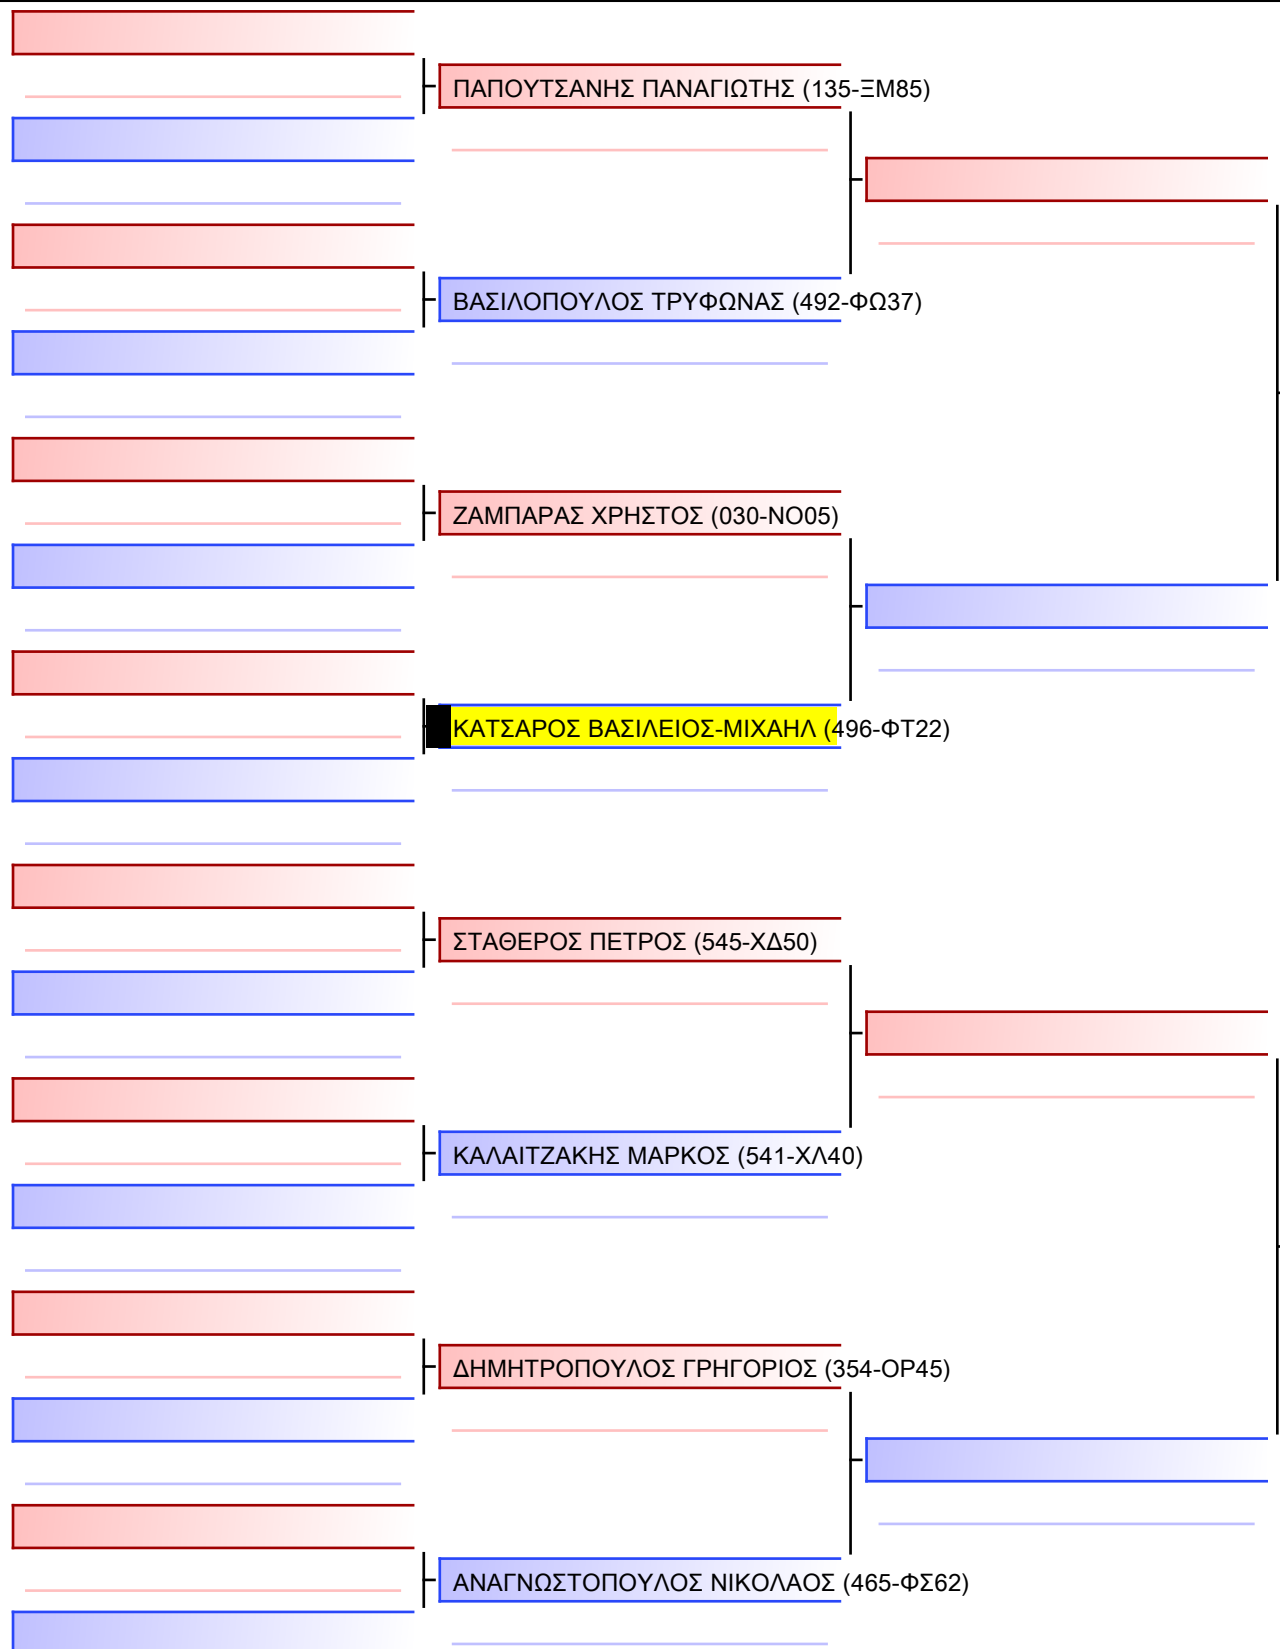 ΠΑΠΟΥΤΣΑΝΗΣ ΠΑΝΑΓΙΩΤΗΣ (135-ΞΜ85)
ΒΑΣΙΛΟΠΟΥΛΟΣ ΤΡΥΦΩΝΑΣ (492-ΦΩ37)
ΖΑΜΠΑΡΑΣ ΧΡΗΣΤΟΣ (030-ΝΟ05)
ΚΑΤΣΑΡΟΣ ΒΑΣΙΛΕΙΟΣ-ΜΙΧΑΗΛ (496-ΦΤ22)
ΣΤΑΘΕΡΟΣ ΠΕΤΡΟΣ (545-ΧΔ50)
ΚΑΛΑΙΤΖΑΚΗΣ ΜΑΡΚΟΣ (541-ΧΛ40)
ΔΗΜΗΤΡΟΠΟΥΛΟΣ ΓΡΗΓΟΡΙΟΣ (354-ΟΡ45)
ΑΝΑΓΝΩΣΤΟΠΟΥΛΟΣ ΝΙΚΟΛΑΟΣ (465-ΦΣ62)